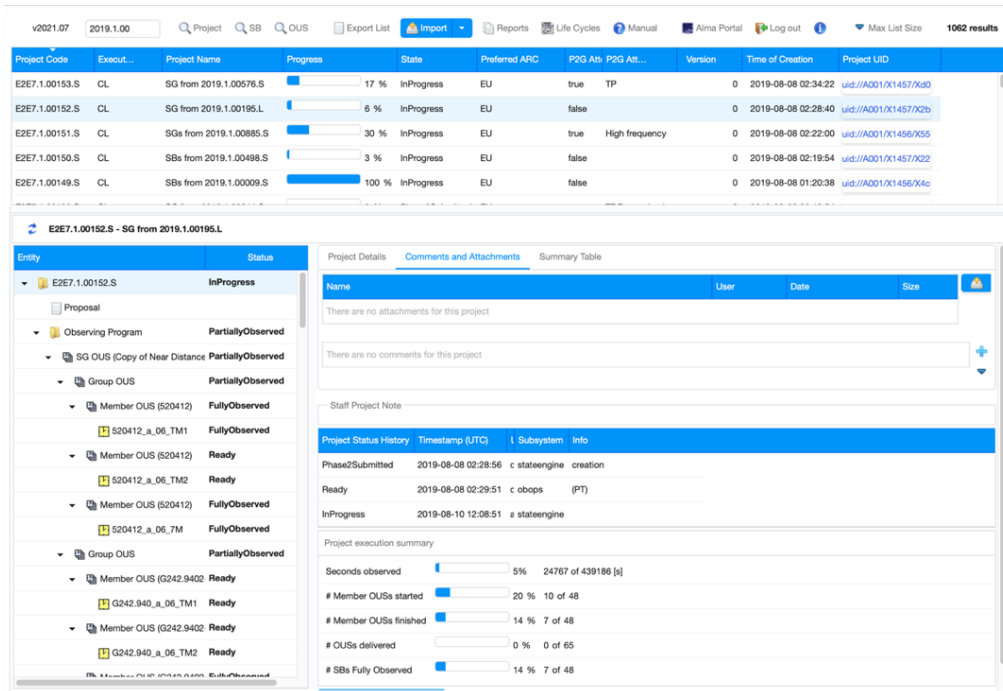 v2021.07 2019.1.00 Project SB OUS Export List Import Reports Life Cycles Manual Alma Portal Log out Max List Size 1062 results
Project Code Execut... Project Name Progress State Preferred ARC P2G Att P2G Att... Version Time of Creation Project UID
E2E7.1.00153.S CL SG from 2019.1.00576.S 17 % InProgress EU true TP 0 2019-08-08 02:34:22 uid://A001/X1457/Xd0
E2E7.1.00152.S CL SG from 2019.1.00195.L 6 % InProgress EU false 0 2019-08-08 02:28:40 uid://A001/X1457/X2b
E2E7.1.00151.S CL SGs from 2019.1.00885.S 30 % InProgress EU true High frequency 0 2019-08-08 02:22:00 uid://A001/X1456/X55
E2E7.1.00150.S CL SBs from 2019.1.00498.S 3 % InProgress EU false 0 2019-08-08 02:19:54 uid://A001/X1457/X22
E2E7.1.00149.S CL SBs from 2019.1.00009.S 100 % InProgress EU false 0 2019-08-08 01:20:38 uid://A001/X1456/X4c
E2E7.1.00152.S - SG from 2019.1.00195.L
Entity Status
E2E7.1.00152.S InProgress
Proposal
Observing Program PartiallyObserved
SG OUS (Copy of Near Distance PartiallyObserved
Group OUS PartiallyObserved
Member OUS (520412) FullyObserved
520412_a_06_TM1 FullyObserved
Member OUS (520412) Ready
520412_a_06_TM2 Ready
Member OUS (520412) FullyObserved
520412_a_06_7M FullyObserved
Group OUS PartiallyObserved
Member OUS (G242.9402 Ready
G242.940_a_06_TM1 Ready
Member OUS (G242.9402 Ready
G242.940_a_06_TM2 Ready
Project Details Comments and Attachments Summary Table
Name User Date Size
There are no attachments for this project
There are no comments for this project
Staff Project Note
Project Status History Timestamp (UTC) Subsystem Info
Phase2Submitted 2019-08-08 02:28:56 c stateengine creation
Ready 2019-08-08 02:29:51 c obops (PT)
InProgress 2019-08-10 12:08:51 stateengine
Project execution summary
Seconds observed 5% 24767 of 439186 [s]
# Member OUSs started 20 % 10 of 48
# Member OUSs finished 14 % 7 of 48
# OUSs delivered 0 % 0 of 65
# SBs Fully Observed 14 % 7 of 48